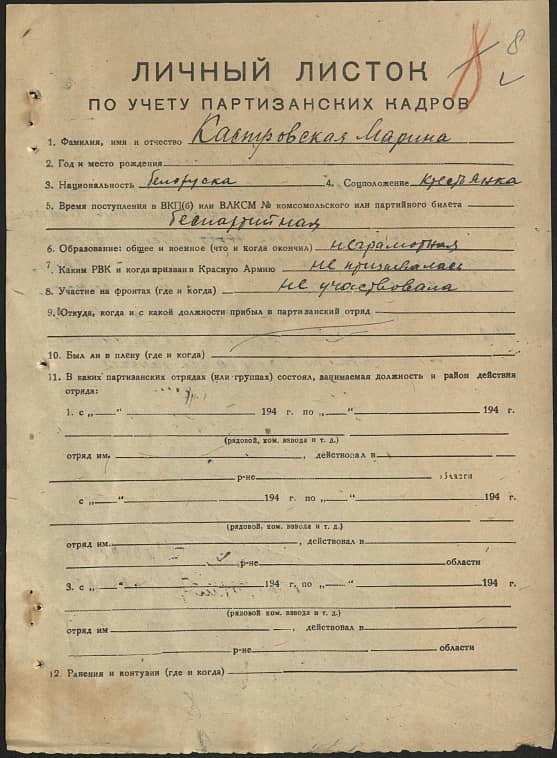 8
ЛИЧНЫЙ ЛИСТОК
ПО УЧЕТУ ПАРТИЗАНСКИХ КАДРОВ
1. Фамилия, имя и отчество Кастровская Марина
2. Год и место рождения
3. Национальность белоруска 4. Соцположение крестьянка
5. Время поступления в ВКП(б) или ВЛКСМ № комсомольского или партийного билета
беспартийная
6. Образование: общее и военное (что и когда окончил) неграмотная
7. Каким РВК и когда призван в Красную Армию не призывалась
8. Участие на фронтах (где и когда) не участвовала
9. Откуда, когда и с какой должности прибыл в партизанский отряд
10. Был ли в плену (где и когда)
11. В каких партизанских отрядах (или группах) состоял, занимаемая должность и район действия
отряда:
1. с „ “ 194 г. по „ “ 194 г.
(рядовой, ком. взвода и т. д.)
отряд им. , действовал в
р-не области
с „ “ 194 г. по „ “ 194 г.
(рядовой, ком. взвода и т. д.)
отряд им. , действовал в
р-не области
3. с „ “ 194 г. по „ “ 194 г.
(рядовой, ком. взвода и т. д.)
отряд им , действовал в
р-не области
12. Ранения и контузии (где и когда)